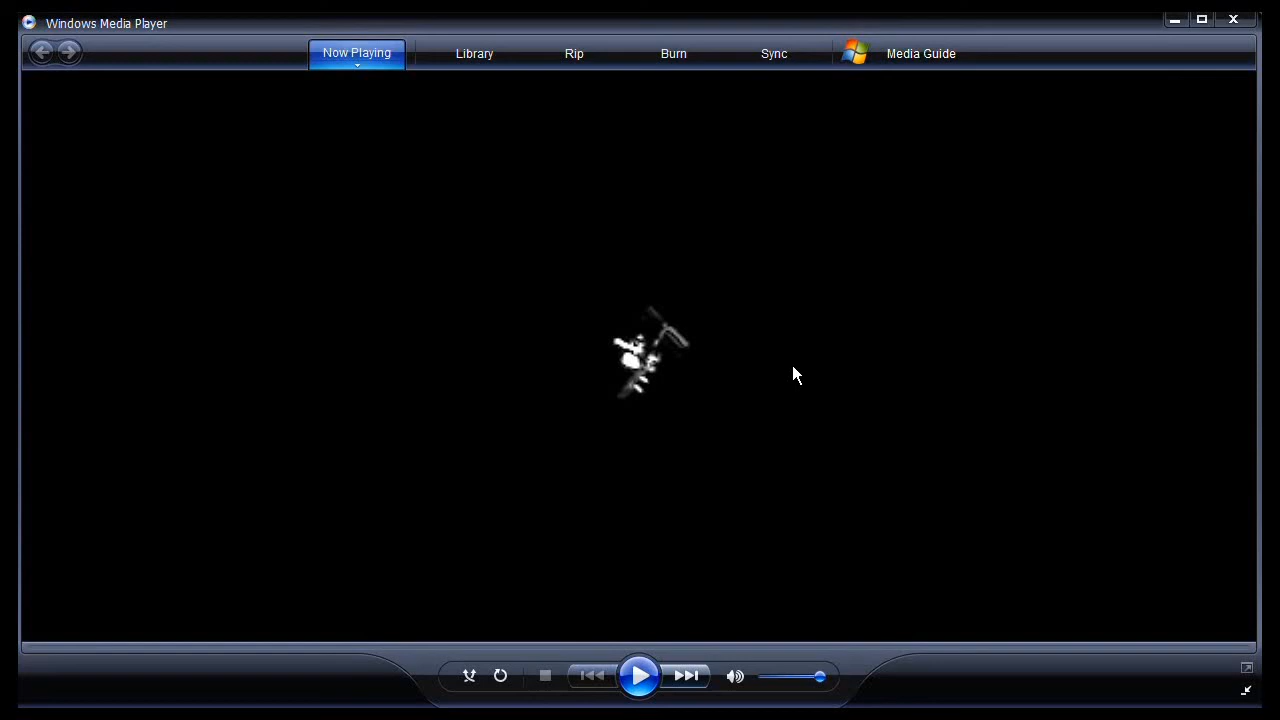 Windows Media Player
Now Playing
Library
Rip
Burn
Sync
Media Guide